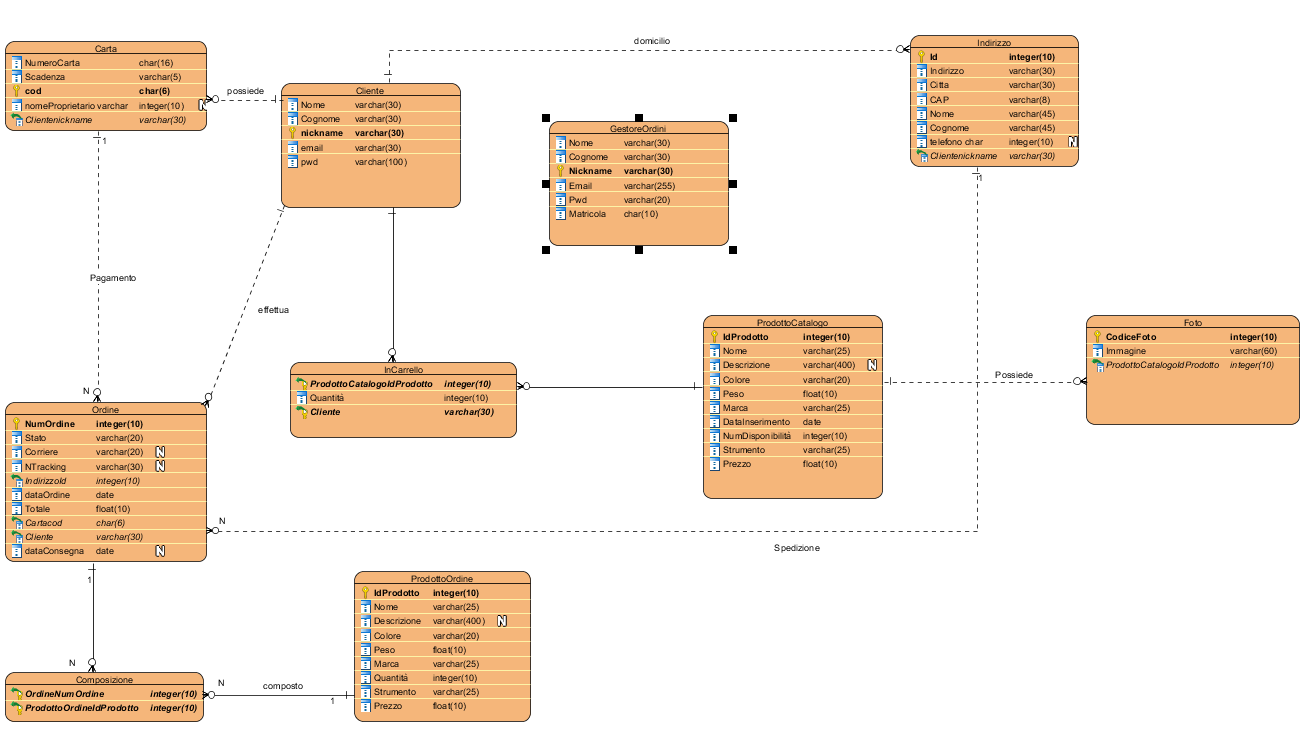 domicilio
Carta
NumeroCarta char(16)
Scadenza varchar(5)
cod char(6)
nomeProprietario varchar integer(10) N
Clientenickname varchar(30)
possiede
Cliente
Nome varchar(30)
Cognome varchar(30)
nickname varchar(30)
email varchar(30)
pwd varchar(100)
GestoreOrdini
Nome varchar(30)
Cognome varchar(30)
Nickname varchar(30)
Email varchar(255)
Pwd varchar(20)
Matricola char(10)
Indirizzo
Id integer(10)
Indirizzo varchar(30)
Citta varchar(30)
CAP varchar(8)
Nome varchar(45)
Cognome varchar(45)
telefono char integer(10) N
Clientenickname varchar(30)
1
1
Pagamento
effettua
N
InCarrello
ProdottoCatalogoIdProdotto integer(10)
Quantità integer(10)
Cliente varchar(30)
ProdottoCatalogo
IdProdotto integer(10)
Nome varchar(25)
Descrizione varchar(400) N
Colore varchar(20)
Peso float(10)
Marca varchar(25)
DataInserimento date
NumDisponibilità integer(10)
Strumento varchar(25)
Prezzo float(10)
Possiede
Foto
CodiceFoto integer(10)
Immagine varchar(60)
ProdottoCatalogoIdProdotto integer(10)
Ordine
NumOrdine integer(10)
Stato varchar(20)
Corriere varchar(20) N
NTracking varchar(30) N
IndirizzoId integer(10)
dataOrdine date
Totale float(10)
Cartacod char(6)
Cliente varchar(30)
dataConsegna date N
N
Spedizione
1
N
ProdottoOrdine
IdProdotto integer(10)
Nome varchar(25)
Descrizione varchar(400) N
Colore varchar(20)
Peso float(10)
Marca varchar(25)
Quantità integer(10)
Strumento varchar(25)
Prezzo float(10)
Composizione
OrdineNumOrdine integer(10)
ProdottoOrdineIdProdotto integer(10)
N
composto
1